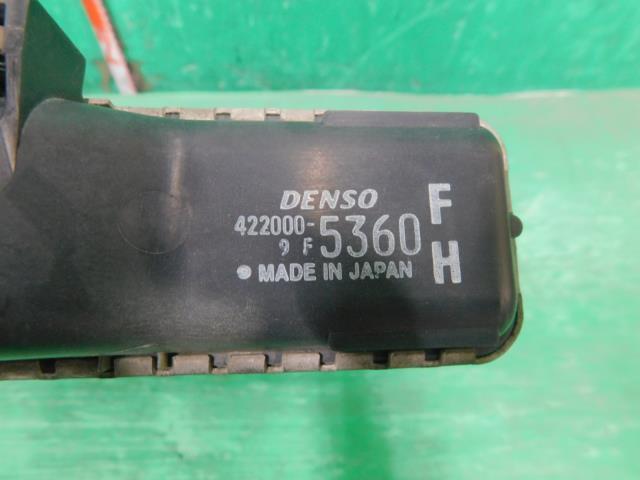 DENSO
422000-5360
9 F
MADE IN JAPAN
F
H